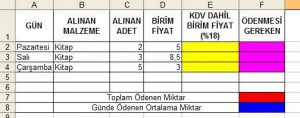 A B C D E F
1 GÜN ALINAN MALZEME ALINAN ADET BİRİM FİYAT KDV DAHİL BİRİM FİYAT (%18) ÖDENMESİ GEREKEN
2 Pazartesi Kitap 2 5
3 Salı Kitap 3 8,5
4 Çarşamba Kitap 5 3
7 Toplam Ödenen Miktar
8 Günde Ödenen Ortalama Miktar